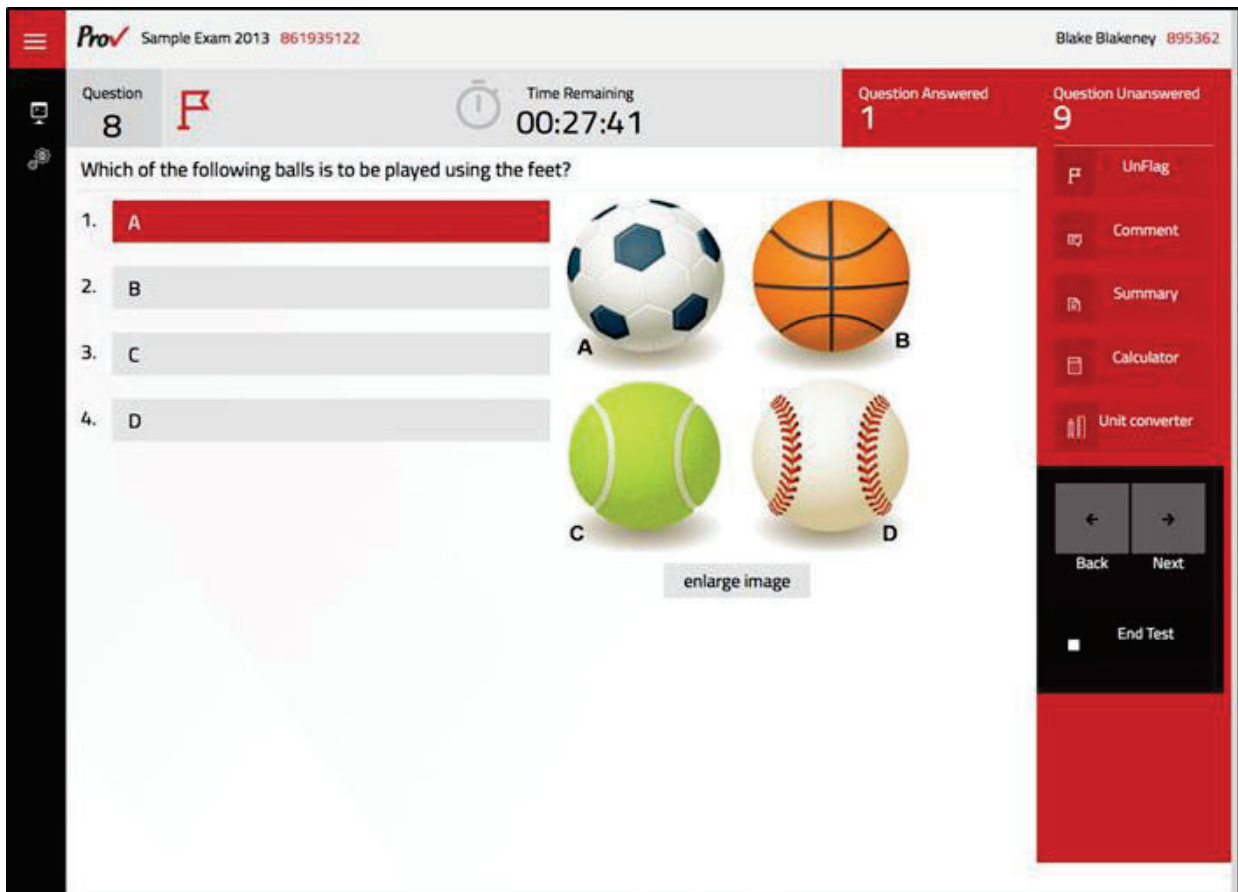 Prov Sample Exam 2013 861935122
Blake Blakeney 895362
Question
8
Time Remaining
00:27:41
Question Answered
1
Question Unanswered
9
Which of the following balls is to be played using the feet?
1. A
2. B
3. C
4. D
A
B
C
D
enlarge image
UnFlag
Comment
Summary
Calculator
Unit converter
Back
Next
End Test